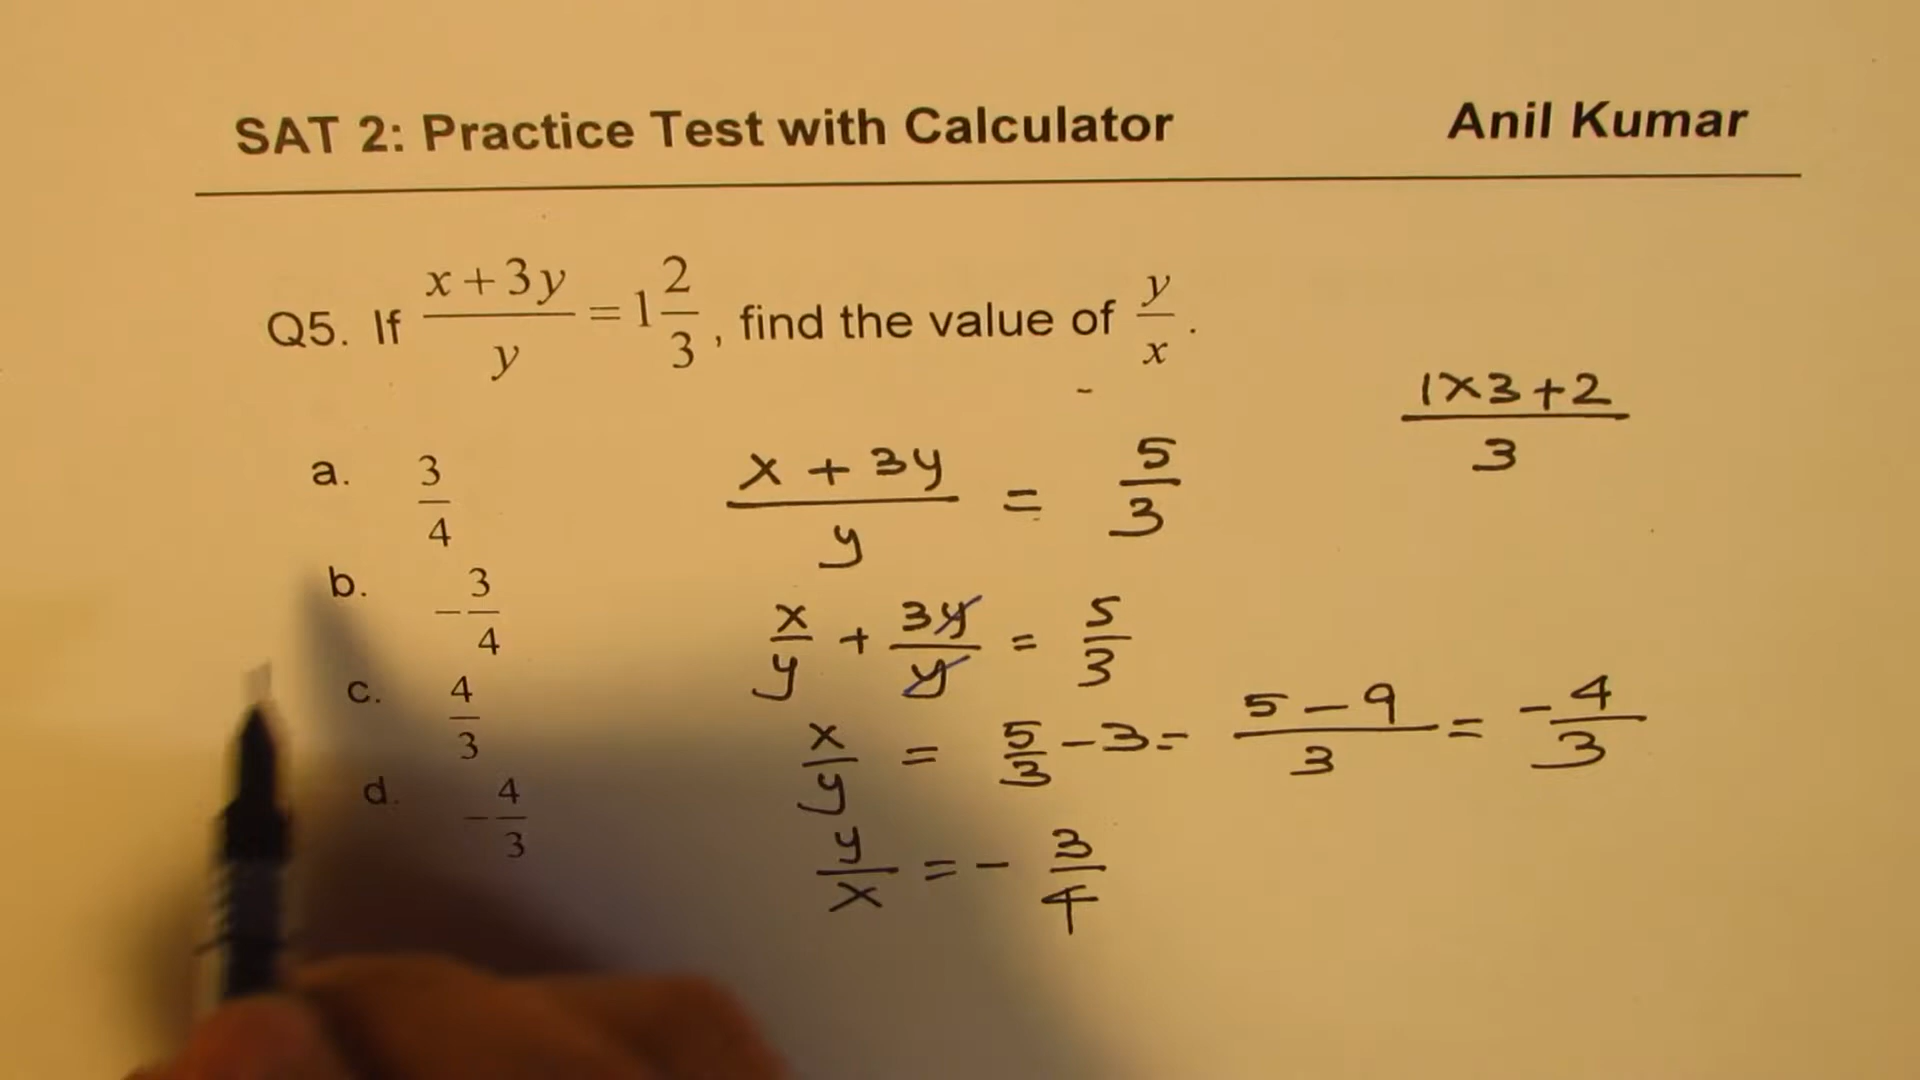 SAT 2: Practice Test with Calculator Anil Kumar
Q5. If (x+3y)/y = 1 2/3, find the value of y/x.
(1×3+2)/3
a. 3/4
b. -3/4
c. 4/3
d. -4/3
(x + 3y)/y = 5/3
x/y + 3y/y = 5/3
x/y = 5/3 - 3 = (5-9)/3 = -4/3
y/x = - 3/4